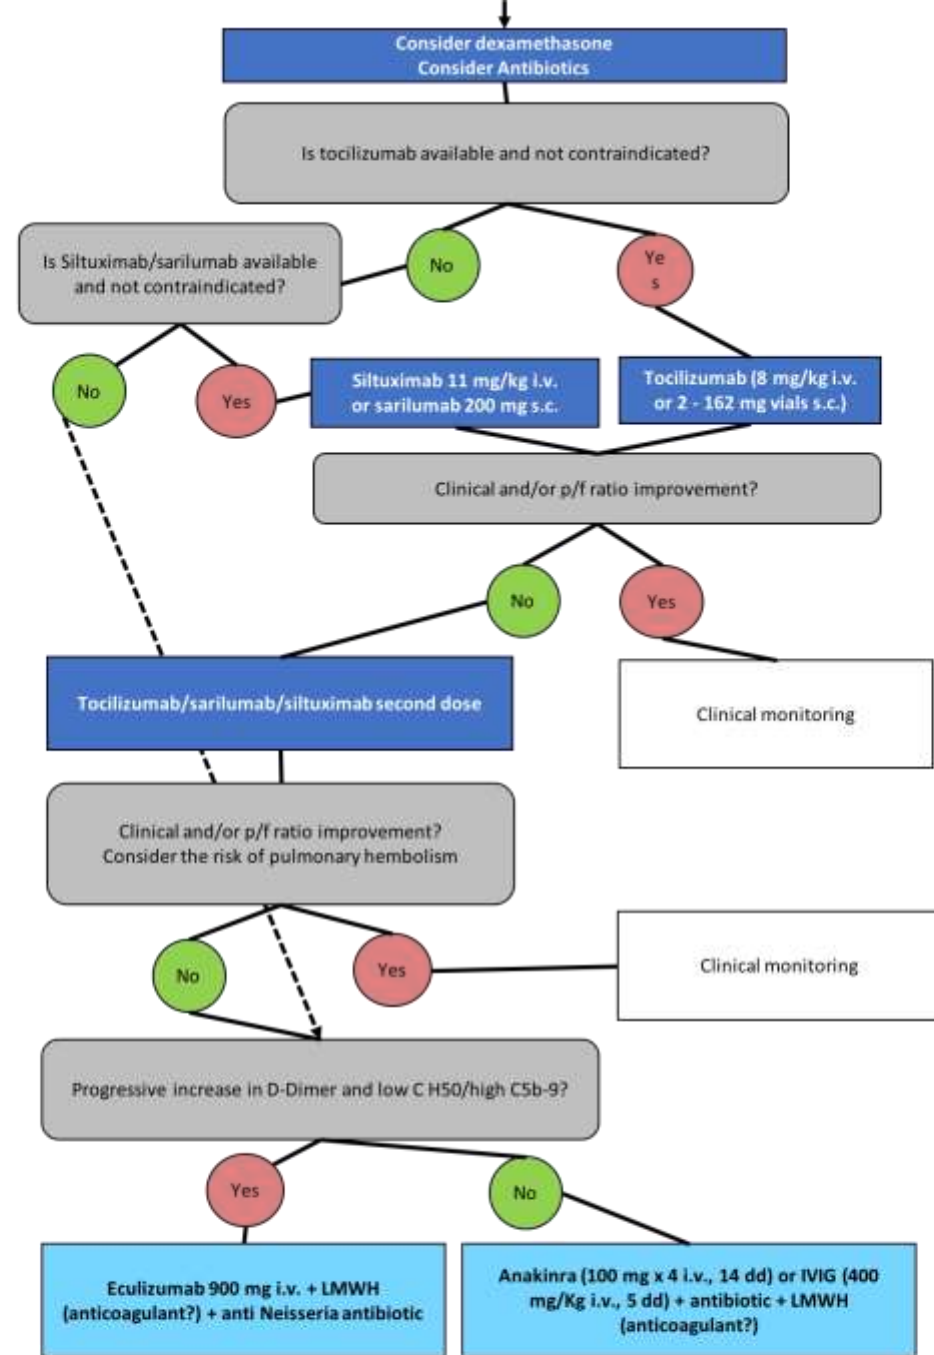 Consider dexamethasone
Consider Antibiotics
Is tocilizumab available and not contraindicated?
Is Siltuximab/sarilumab available
and not contraindicated?
No
Ye
s
No
Yes
Siltuximab 11 mg/kg i.v.
or sarilumab 200 mg s.c.
Tocilizumab (8 mg/kg i.v.
or 2 - 162 mg vials s.c.)
Clinical and/or p/f ratio improvement?
No
Yes
Tocilizumab/sarilumab/siltuximab second dose
Clinical monitoring
Clinical and/or p/f ratio improvement?
Consider the risk of pulmonary hembolism
No
Yes
Clinical monitoring
Progressive increase in D-Dimer and low C H50/high C5b-9?
Yes
No
Eculizumab 900 mg i.v. + LMWH
(anticoagulant?) + anti Neisseria antibiotic
Anakinra (100 mg x 4 i.v., 14 dd) or IVIG (400
mg/Kg i.v., 5 dd) + antibiotic + LMWH
(anticoagulant?)